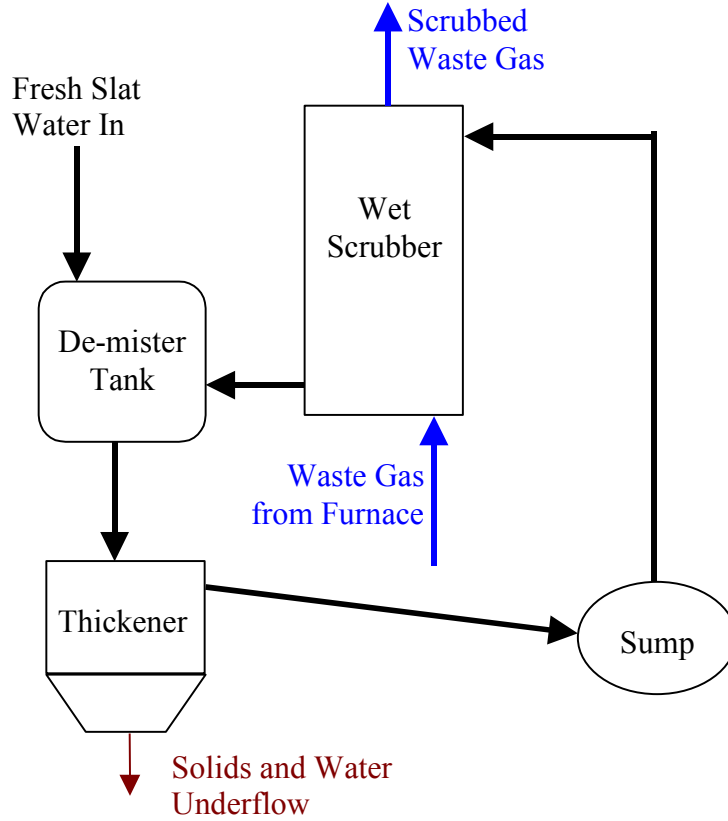 Scrubbed
Waste Gas
Fresh Slat
Water In
Wet
Scrubber
De-mister
Tank
Waste Gas
from Furnace
Thickener
Sump
Solids and Water
Underflow